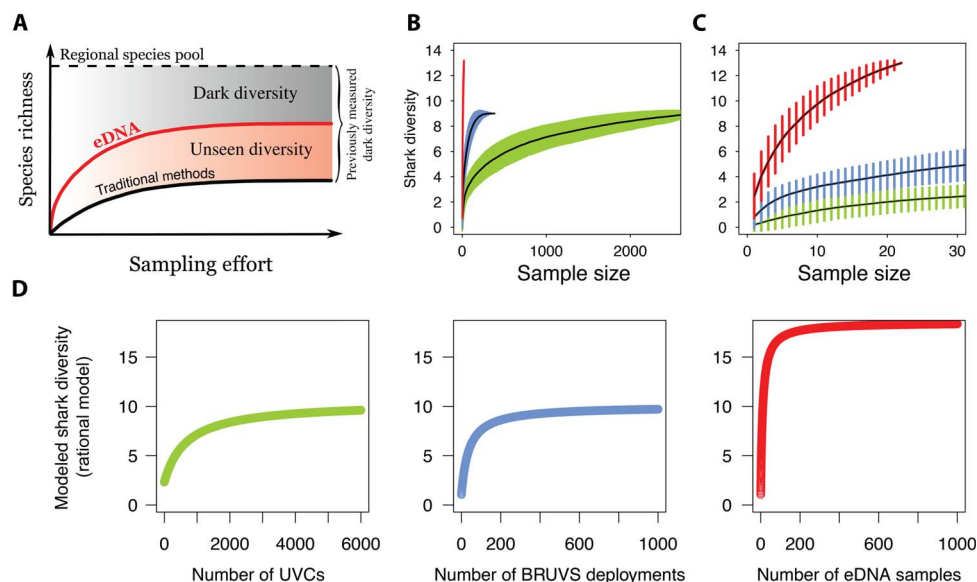 A
Regional species pool
Species richness
Dark diversity
eDNA
Unseen diversity
Traditional methods
Previously measured
dark diversity
Sampling effort
B
Shark diversity
14
12
10
8
6
4
2
0
0
1000
2000
Sample size
C
14
12
10
8
6
4
2
0
0
10
20
30
Sample size
D
Modeled shark diversity
(rational model)
15
10
5
0
0
2000
4000
6000
Number of UVCs
15
10
5
0
0
200
600
1000
Number of BRUVS deployments
15
10
5
0
0
200
600
1000
Number of eDNA samples